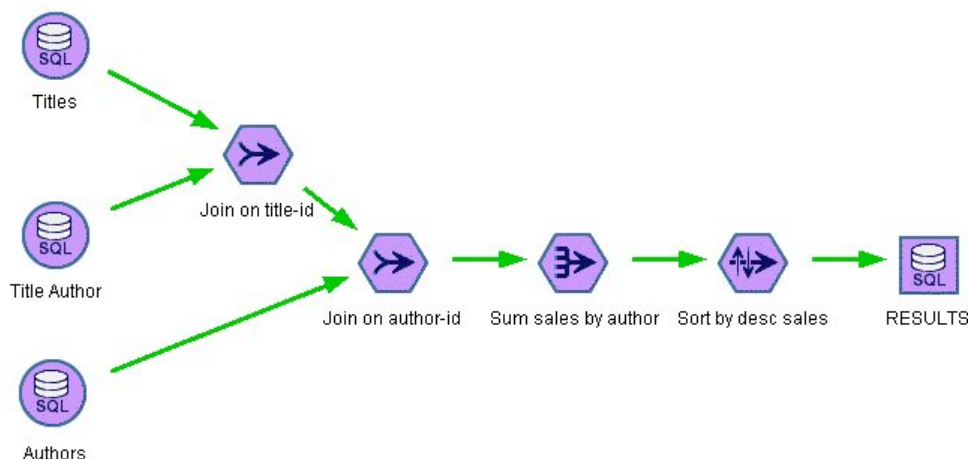 SQL
Titles
Join on title-id
SQL
Title Author
Join on author-id
Sum sales by author
Sort by desc sales
SQL
RESULTS
SQL
Authors